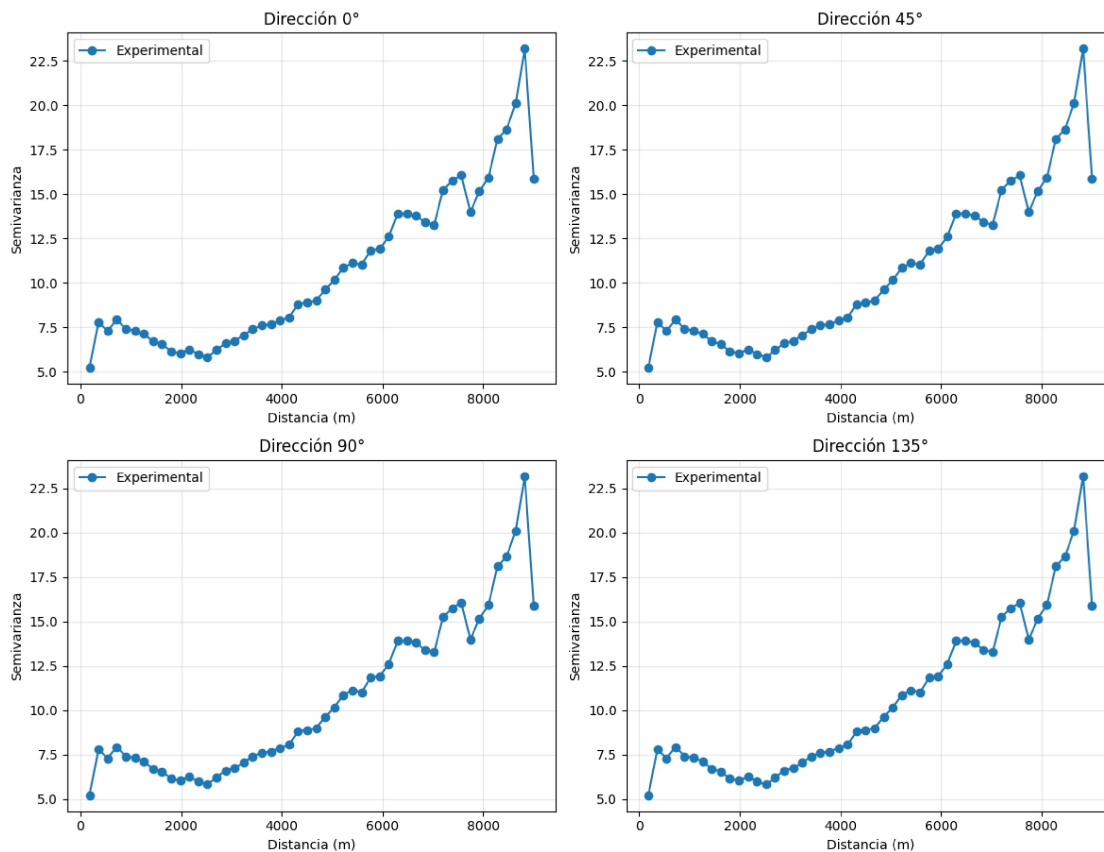 Dirección 0°
Experimental
22.5
20.0
17.5
15.0
12.5
10.0
7.5
5.0
Semivarianza
0 2000 4000 6000 8000
Distancia (m)
Dirección 45°
Experimental
22.5
20.0
17.5
15.0
12.5
10.0
7.5
5.0
Semivarianza
0 2000 4000 6000 8000
Distancia (m)
Dirección 90°
Experimental
22.5
20.0
17.5
15.0
12.5
10.0
7.5
5.0
Semivarianza
0 2000 4000 6000 8000
Distancia (m)
Dirección 135°
Experimental
22.5
20.0
17.5
15.0
12.5
10.0
7.5
5.0
Semivarianza
0 2000 4000 6000 8000
Distancia (m)